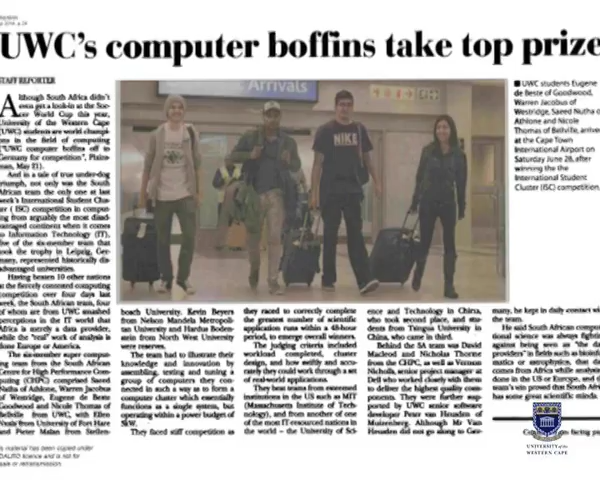 UWC's computer boffins take top prize
STAFF REPORTER
Although South Africa didn't
even get a look-in at the Soc-
cer World Cup this year,
University of the Western Cape
(UWC) students are world champi-
ons in the field of computing
("UWC computer boffins off to
Germany for competition", Plains-
man, May 21).
And in a tale of true under-dog
triumph, not only was the South
African team the only one at last
week's International Student Clus-
ter (ISC) competition in comput-
ing from arguably the most disad-
vantaged continent when it comes
to Information Technology (IT),
five of the six-member team that
took the trophy in Leipzig, Ger-
many, represented historically dis-
advantaged universities.
Having beaten 10 other nations
at the fiercely contested computing
competition over four days last
week, the South African team, four
of whom are from UWC smashed
perceptions in the IT world that
Africa is merely a data provider,
while the "real" work of analysis is
done Europe or America.
The six-member super comput-
ing team from the South African
Centre for High Performance Com-
puting (CHPC) comprised Saeed
Nutha of Athlone, Warren Jacobus
of Westridge, Eugene de Beste
Goodwood and Nicole Thomas of
Bellville from UWC, with Ellen
from University of Fort Hare
and Pieter Malan from Stellen-
bosch University. Kevin Beyers
from Nelson Mandela Metropoli-
tan University and Hardus Boden-
stein from North West University
were reserves.
The team had to illustrate their
knowledge and innovation by
assembling, testing and tuning a
group of computers they con-
nected in such a way as to form a
computer cluster which essentially
functions as a single system, but
operating within a power budget of
3kW.
They faced stiff competition as
they raced to correctly complete
the greatest number of scientific
application runs within a 48-hour
period, to emerge overall winners.
The judging criteria included
workload completed, cluster
design, and how swiftly and accu-
rately they could work through a set
of real-world applications.
They beat teams from esteemed
institutions in the US such as MIT
(Massachusetts Institute of Tech-
nology), and from another of one
of the most IT-resourced nations in
the world – the University of Sci-
ence and Technology in China,
who took second place, and stu-
dents from Tsingua University in
China, who came third.
Behind the SA team was David
Macleod and Nicholas Thorne
from the CHPC, as well as Vernon
Nicholls, senior project manager at
Dell who worked closely with them
to deliver the highest quality com-
ponents. They were further sup-
ported by UWC senior software
developer Peter van Heusden of
Muizenberg. Although Mr Van
Heusden did not go along to Ger-
many, he kept in daily contact wi
the team.
He said South African compu
tional science was always fighti
against being seen as "the da
providers" in fields such as bioinfo
matics or astrophysics, that da
comes from Africa while analysis
done in the US or Europe, and t
team's win proved that South Afri
has some great scientific minds.
■ UWC students Eugene
de Beste of Goodwood,
Warren Jacobus of
Westridge, Saeed Nutha o
Athlone and Nicole
Thomas of Bellville, arrive
at the Cape Town
International Airport on
Saturday June 28, after
winning the the
International Student
Cluster (ISC) competition.
Arrivals
NIKE
UNIVERSITY of the
WESTERN CAPE
is material has been copied under
DALRO licence and is not for
sale or retransmission.